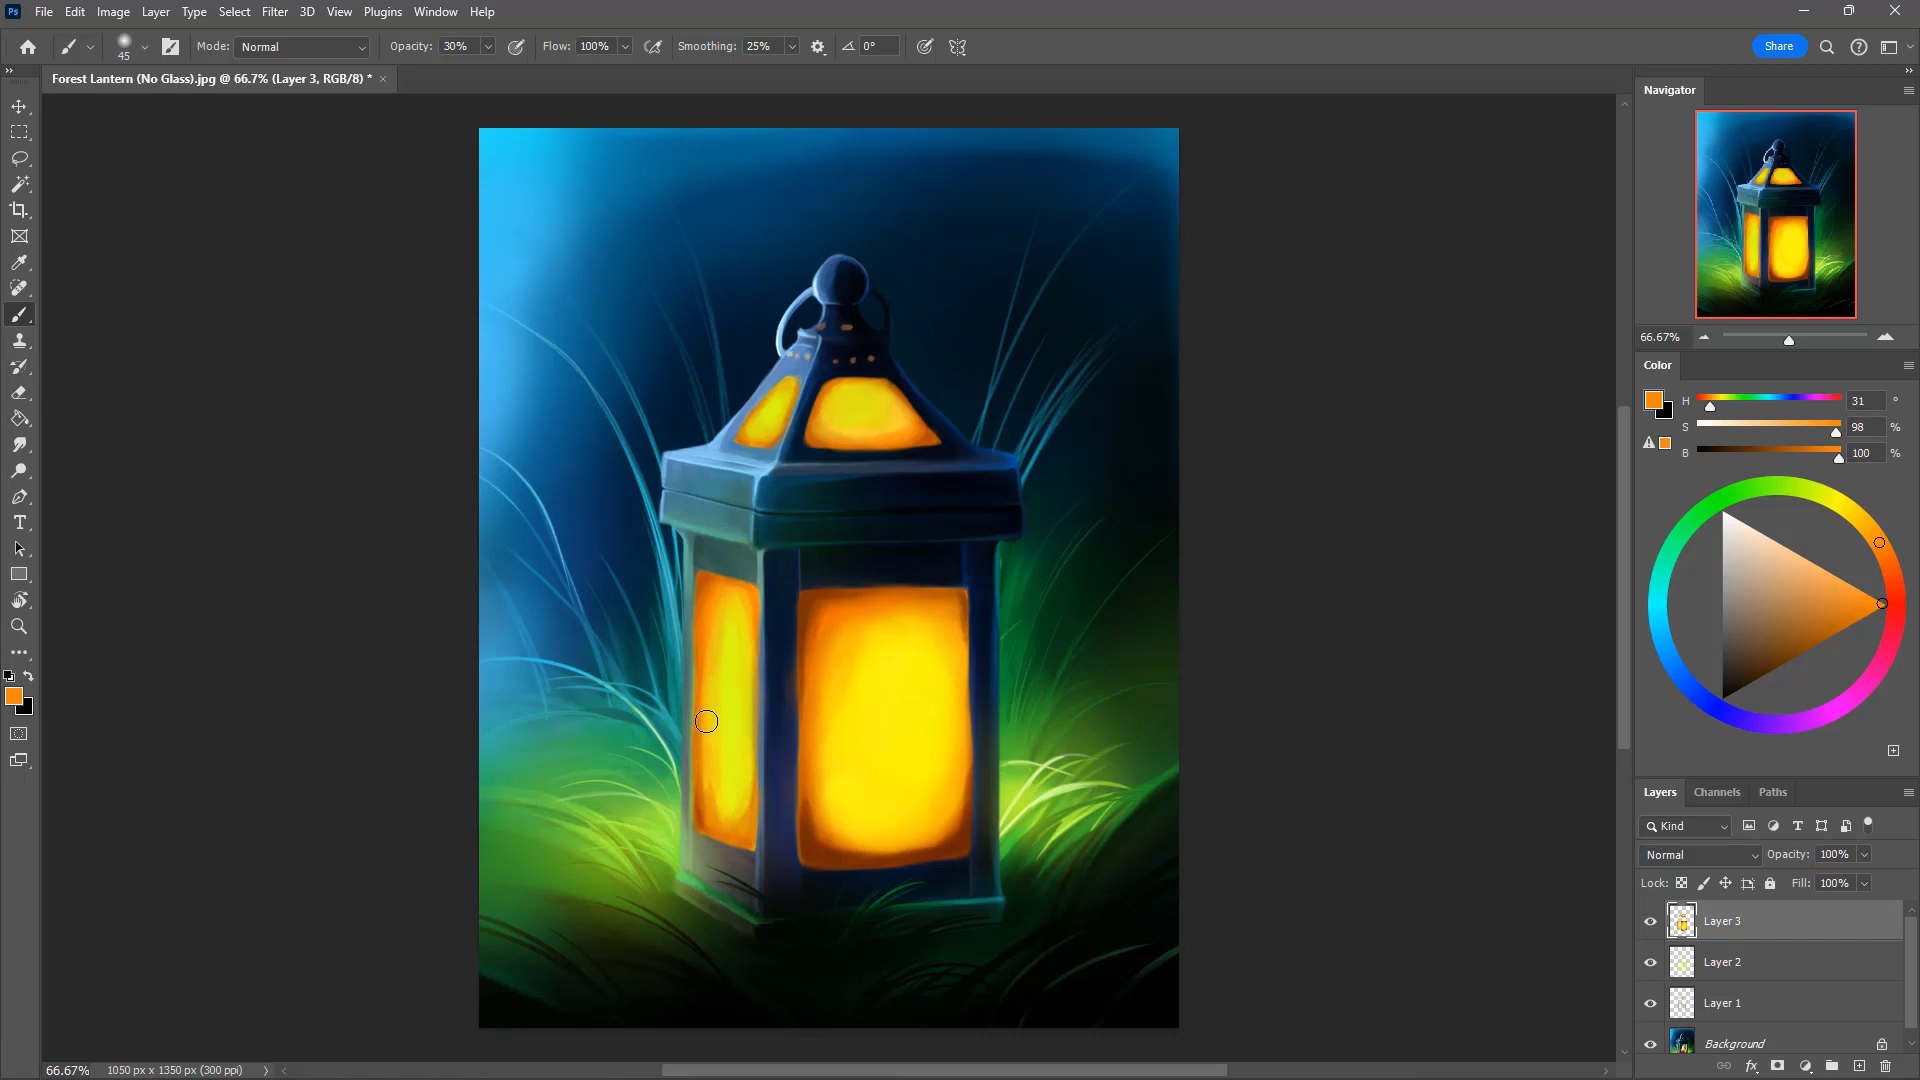 Ps File Edit Image Layer Type Select Filter 3D View Plugins Window Help
45 Mode: Normal Opacity: 30% Flow: 100% Smoothing: 25% 0° Share
Forest Lantern (No Glass).jpg @ 66.7% (Layer 3, RGB/8) *
Navigator
66.67%
Color
H 31 °
S 98 %
B 100 %
Layers Channels Paths
Kind
Normal Opacity: 100%
Lock: Fill: 100%
Layer 3
Layer 2
Layer 1
Background
66.67% 1050 px x 1350 px (300 ppi)